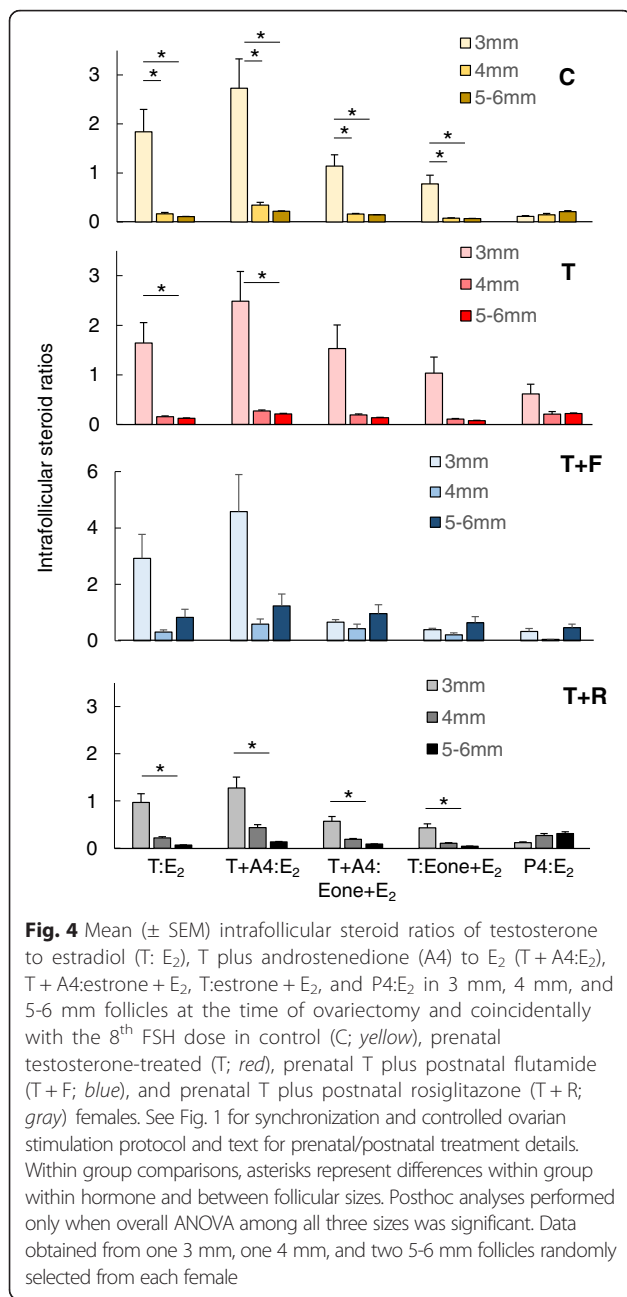 3
2
1
0
*
*
*
*
*
*
*
*
3mm
4mm
5-6mm
C
3
2
1
0
*
*
3mm
4mm
5-6mm
T
Intrafollicular steroid ratios
6
4
2
0
3mm
4mm
5-6mm
T+F
3
2
1
0
*
*
*
*
3mm
4mm
5-6mm
T+R
T:E₂ T+A4:E₂ T+A4: T:Eone+E₂ P4:E₂
Eone+E₂
Fig. 4 Mean (± SEM) intrafollicular steroid ratios of testosterone
to estradiol (T: E₂), T plus androstenedione (A4) to E₂ (T + A4:E₂),
T + A4:estrone + E₂, T:estrone + E₂, and P4:E₂ in 3 mm, 4 mm, and
5-6 mm follicles at the time of ovariectomy and coincidentally
with the 8th FSH dose in control (C; yellow), prenatal
testosterone-treated (T; red), prenatal T plus postnatal flutamide
(T + F; blue), and prenatal T plus postnatal rosiglitazone (T + R;
gray) females. See Fig. 1 for synchronization and controlled ovarian
stimulation protocol and text for prenatal/postnatal treatment details.
Within group comparisons, asterisks represent differences within group
within hormone and between follicular sizes. Posthoc analyses performed
only when overall ANOVA among all three sizes was significant. Data
obtained from one 3 mm, one 4 mm, and two 5-6 mm follicles randomly
selected from each female